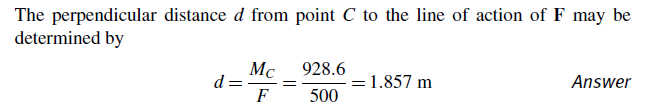 The perpendicular distance d from point C to the line of action of F may be
determined by
d = M_C / F = 928.6 / 500 = 1.857 m Answer